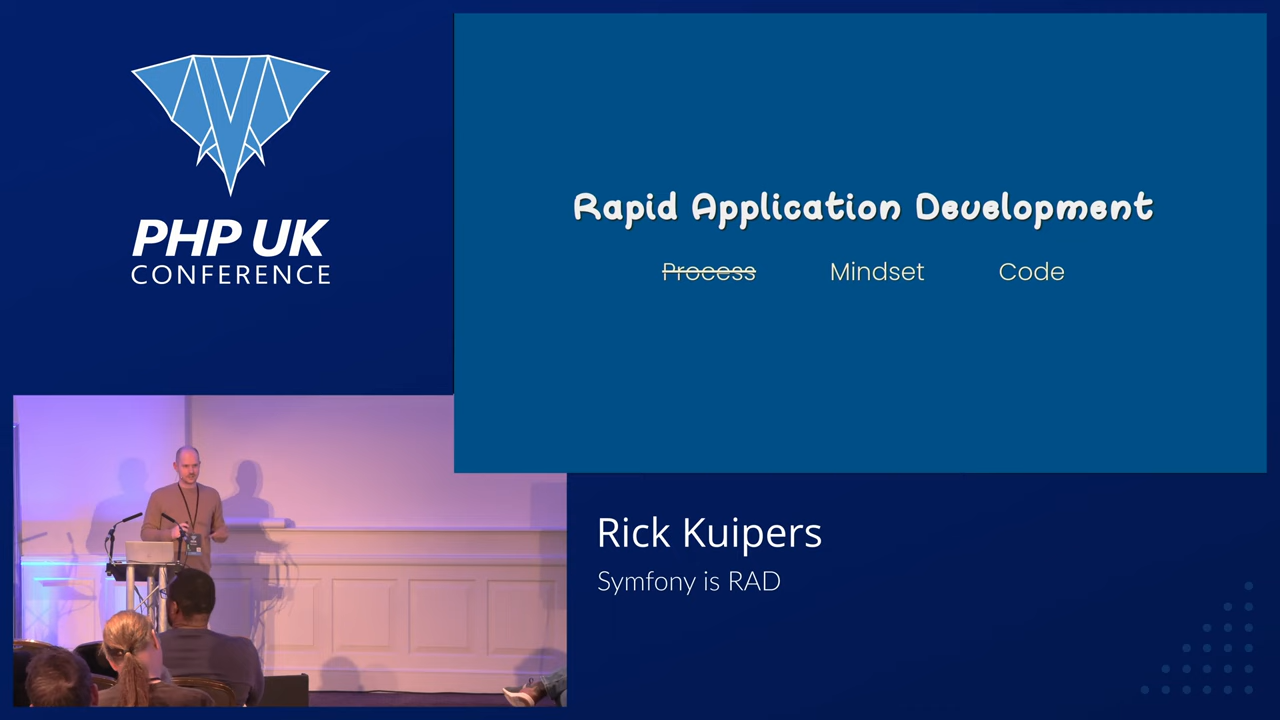 PHP UK
CONFERENCE
Rapid Application Development
Process Mindset Code
Rick Kuipers
Symfony is RAD